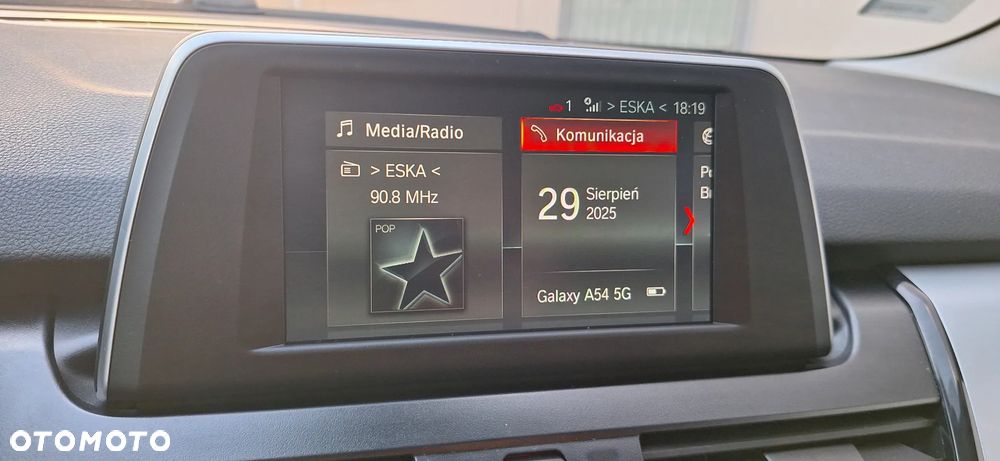 1 > ESKA < 18:19
Media/Radio
> ESKA <
90.8 MHz
POP
Komunikacja
29 Sierpień
2025
Galaxy A54 5G
OTOMOTO